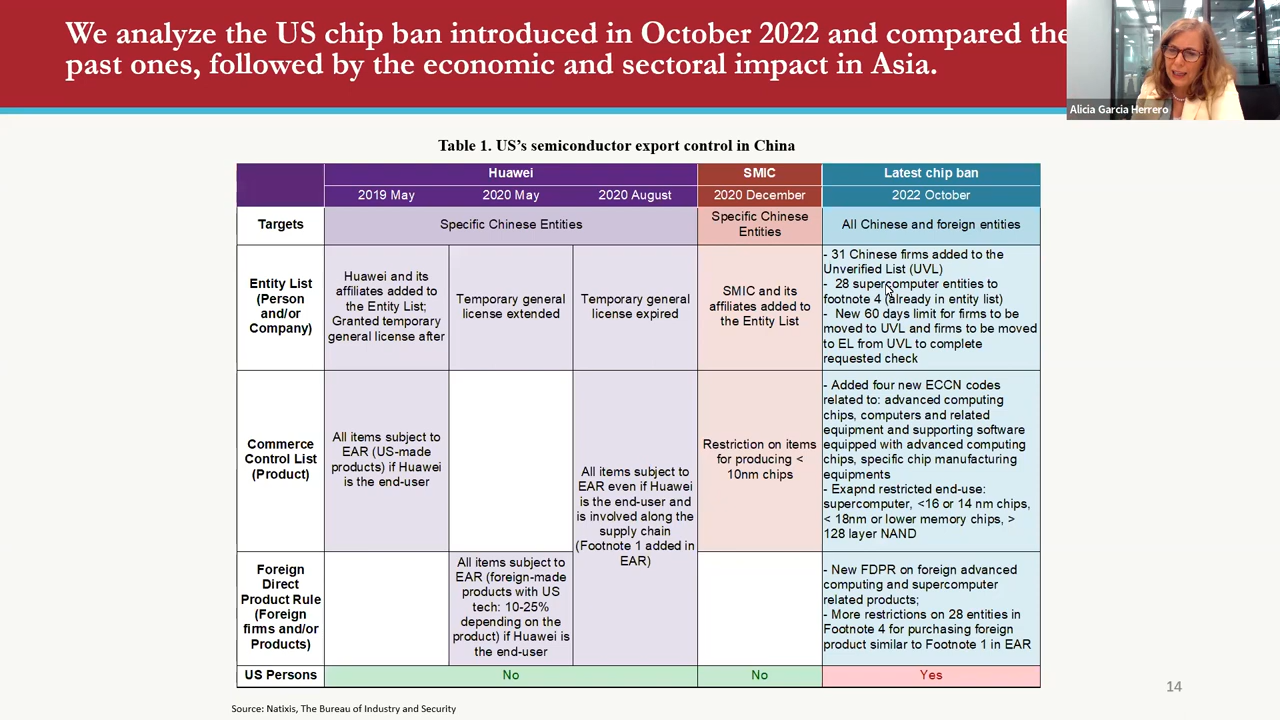 We analyze the US chip ban introduced in October 2022 and compared the
past ones, followed by the economic and sectoral impact in Asia.
Alicia Garcia Herrero
Table 1. US's semiconductor export control in China
Huawei
SMIC
Latest chip ban
2019 May
2020 May
2020 August
2020 December
2022 October
Targets
Specific Chinese Entities
Specific Chinese
Entities
All Chinese and foreign entities
Entity List
(Person
and/or
Company)
Huawei and its
affiliates added to
the Entity List;
Granted temporary
general license after
Temporary general
license extended
Temporary general
license expired
SMIC and its
affiliates added to
the Entity List
- 31 Chinese firms added to the
Unverified List (UVL)
- 28 supercomputer entities to
footnote 4 (already in entity list)
- New 60 days limit for firms to be
moved to UVL and firms to be moved
to EL from UVL to complete
requested check
Commerce
Control List
(Product)
All items subject to
EAR (US-made
products) if Huawei
is the end-user
All items subject to
EAR even if Huawei
is the end-user and
is involved along the
supply chain
(Footnote 1 added in
EAR)
Restriction on items
for producing <
10nm chips
- Added four new ECCN codes
related to: advanced computing
chips, computers and related
equipment and supporting software
equipped with advanced computing
chips, specific chip manufacturing
equipments
- Exapnd restricted end-use:
supercomputer, <16 or 14 nm chips,
< 18nm or lower memory chips, >
128 layer NAND
Foreign
Direct
Product Rule
(Foreign
firms and/or
Products)
All items subject to
EAR (foreign-made
products with US
tech: 10-25%
depending on the
product) if Huawei is
the end-user
- New FDPR on foreign advanced
computing and supercomputer
related products;
- More restrictions on 28 entities in
Footnote 4 for purchasing foreign
product similar to Footnote 1 in EAR
US Persons
No
No
Yes
Source: Natixis, The Bureau of Industry and Security
14